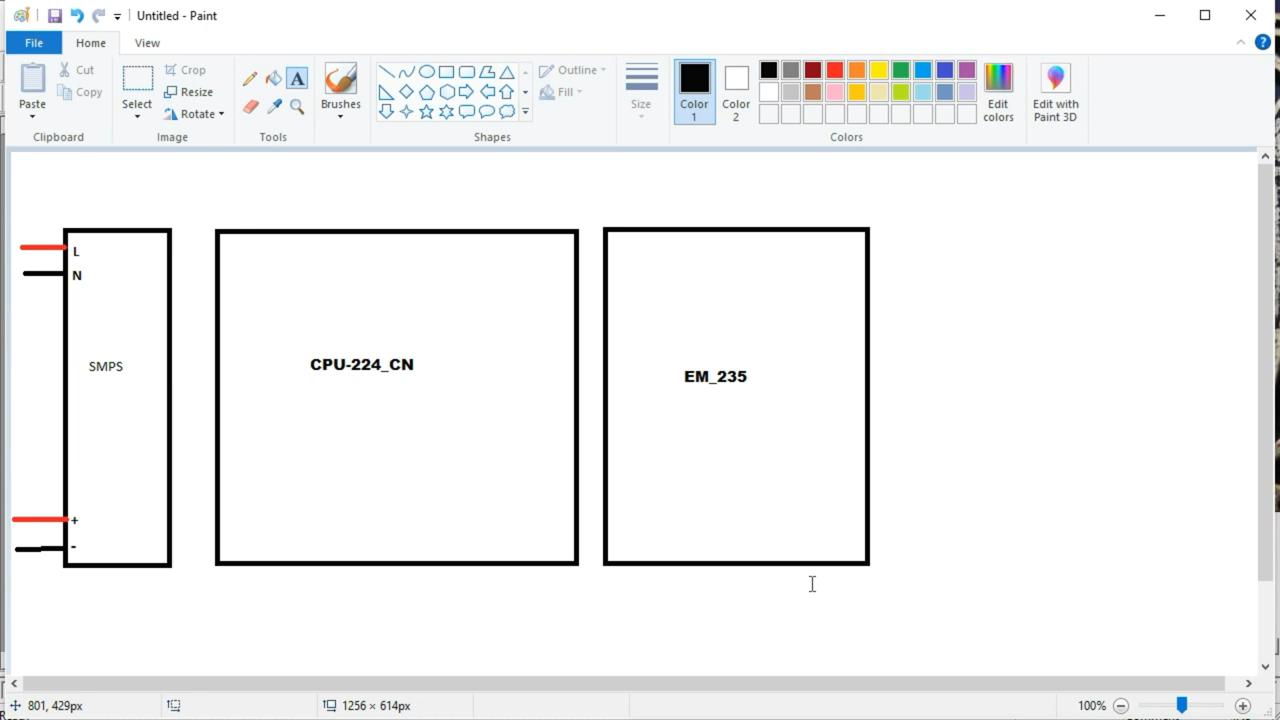 Untitled - Paint
File Home View
Paste
Cut
Copy
Clipboard
Select
Crop
Resize
Rotate
Image
A
Tools
Brushes
Outline
Fill
Shapes
Size
Color 1
Color 2
Edit colors
Colors
Edit with Paint 3D
L
N
SMPS
+
-
CPU-224_CN
EM_235
801, 429px
1256 × 614px
100%